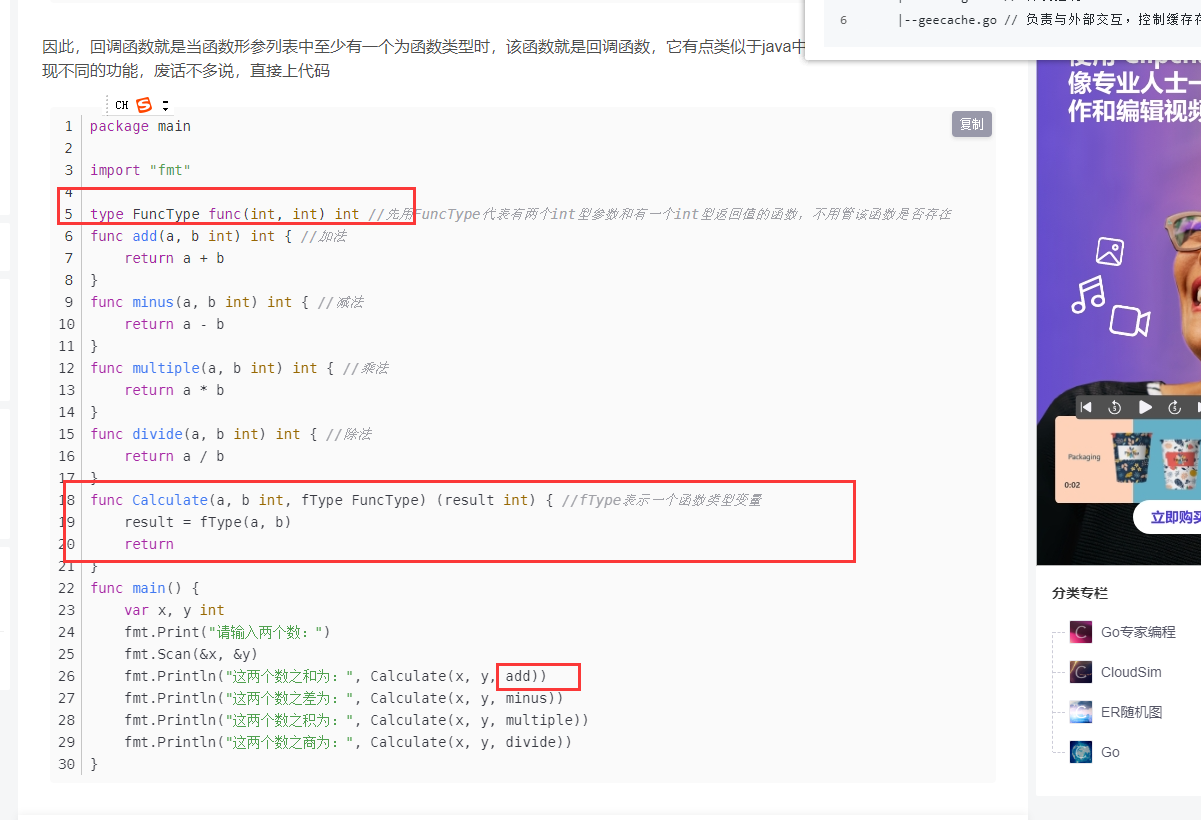 6 |--geecache.go // 负责与外部交互，控制缓存存
因此，回调函数就是当函数形参列表中至少有一个为函数类型时，该函数就是回调函数，它有点类似于java中
现不同的功能，废话不多说，直接上代码
CH
复制
1 package main
2
3 import "fmt"
4
5 type FuncType func(int, int) int //先用FuncType代表有两个int型参数和有一个int型返回值的函数，不用管该函数是否存在
6 func add(a, b int) int { //加法
7 return a + b
8 }
9 func minus(a, b int) int { //减法
10 return a - b
11 }
12 func multiple(a, b int) int { //乘法
13 return a * b
14 }
15 func divide(a, b int) int { //除法
16 return a / b
17 }
18 func Calculate(a, b int, fType FuncType) (result int) { //fType表示一个函数类型变量
19 result = fType(a, b)
20 return
21 }
22 func main() {
23 var x, y int
24 fmt.Print("请输入两个数：")
25 fmt.Scan(&x, &y)
26 fmt.Println("这两个数之和为：", Calculate(x, y, add))
27 fmt.Println("这两个数之差为：", Calculate(x, y, minus))
28 fmt.Println("这两个数之积为：", Calculate(x, y, multiple))
29 fmt.Println("这两个数之商为：", Calculate(x, y, divide))
30 }
像专业人士一
作和编辑视频
Packaging
0:02
立即购买
分类专栏
Go专家编程
CloudSim
ER随机图
Go